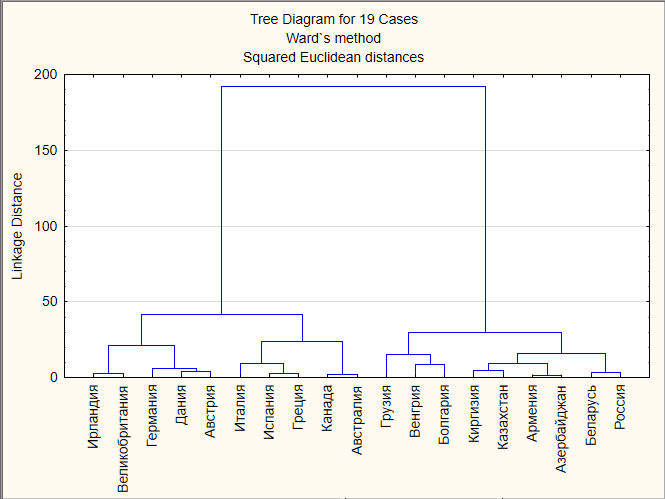 Tree Diagram for 19 Cases
Ward`s method
Squared Euclidean distances
200
150
100
50
0
Linkage Distance
Ирландия
Великобритания
Германия
Дания
Австрия
Италия
Испания
Греция
Канада
Австралия
Грузия
Венгрия
Болгария
Киргизия
Казахстан
Армения
Азербайджан
Беларусь
Россия